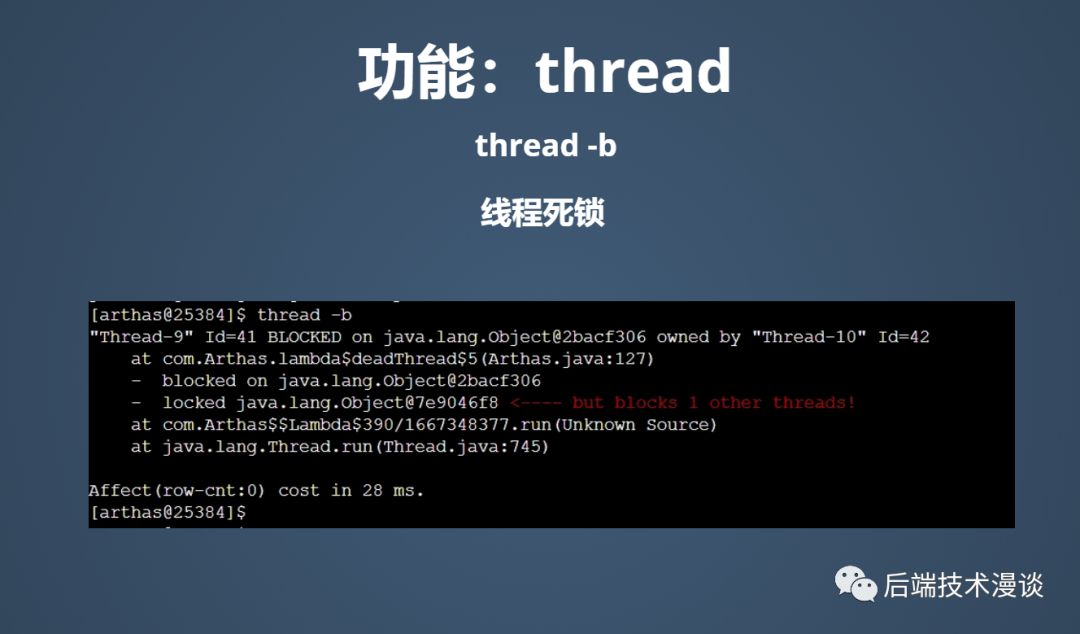 功能：thread
thread -b
线程死锁
[arthas@25384]$ thread -b
"Thread-9" Id=41 BLOCKED on java.lang.Object@2bacf306 owned by "Thread-10" Id=42
    at com.Arthas.lambda$deadThread$5(Arthas.java:127)
    -  blocked on java.lang.Object@2bacf306
    -  locked java.lang.Object@7e9046f8 <---- but blocks 1 other threads!
    at com.Arthas$$Lambda$390/1667348377.run(Unknown Source)
    at java.lang.Thread.run(Thread.java:745)
Affect(row-cnt:0) cost in 28 ms.
[arthas@25384]$
后端技术漫谈